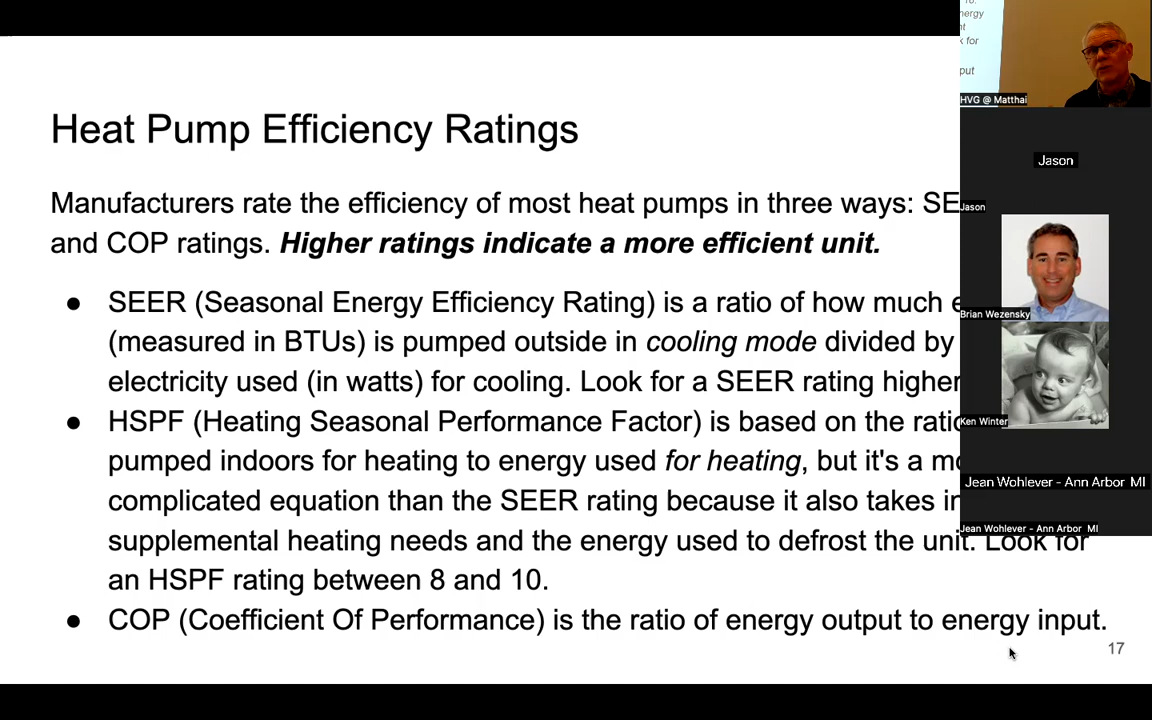 Heat Pump Efficiency Ratings
Manufacturers rate the efficiency of most heat pumps in three ways:
and COP ratings. Higher ratings indicate a more efficient unit.
● SEER (Seasonal Energy Efficiency Rating) is a ratio of how much
(measured in BTUs) is pumped outside in cooling mode divided by
electricity used (in watts) for cooling. Look for a SEER rating higher
● HSPF (Heating Seasonal Performance Factor) is based on the
pumped indoors for heating to energy used for heating, but it's a
complicated equation than the SEER rating because it also takes
supplemental heating needs and the energy used to defrost the unit. Look for
an HSPF rating between 8 and 10.
● COP (Coefficient Of Performance) is the ratio of energy output to energy input.
17
for
HVG @ Matthai
Jason
Jason
Brian Wezensky
Ken Winter
Jean Wohlever - Ann Arbor MI
Jean Wohlever - Ann Arbor MI